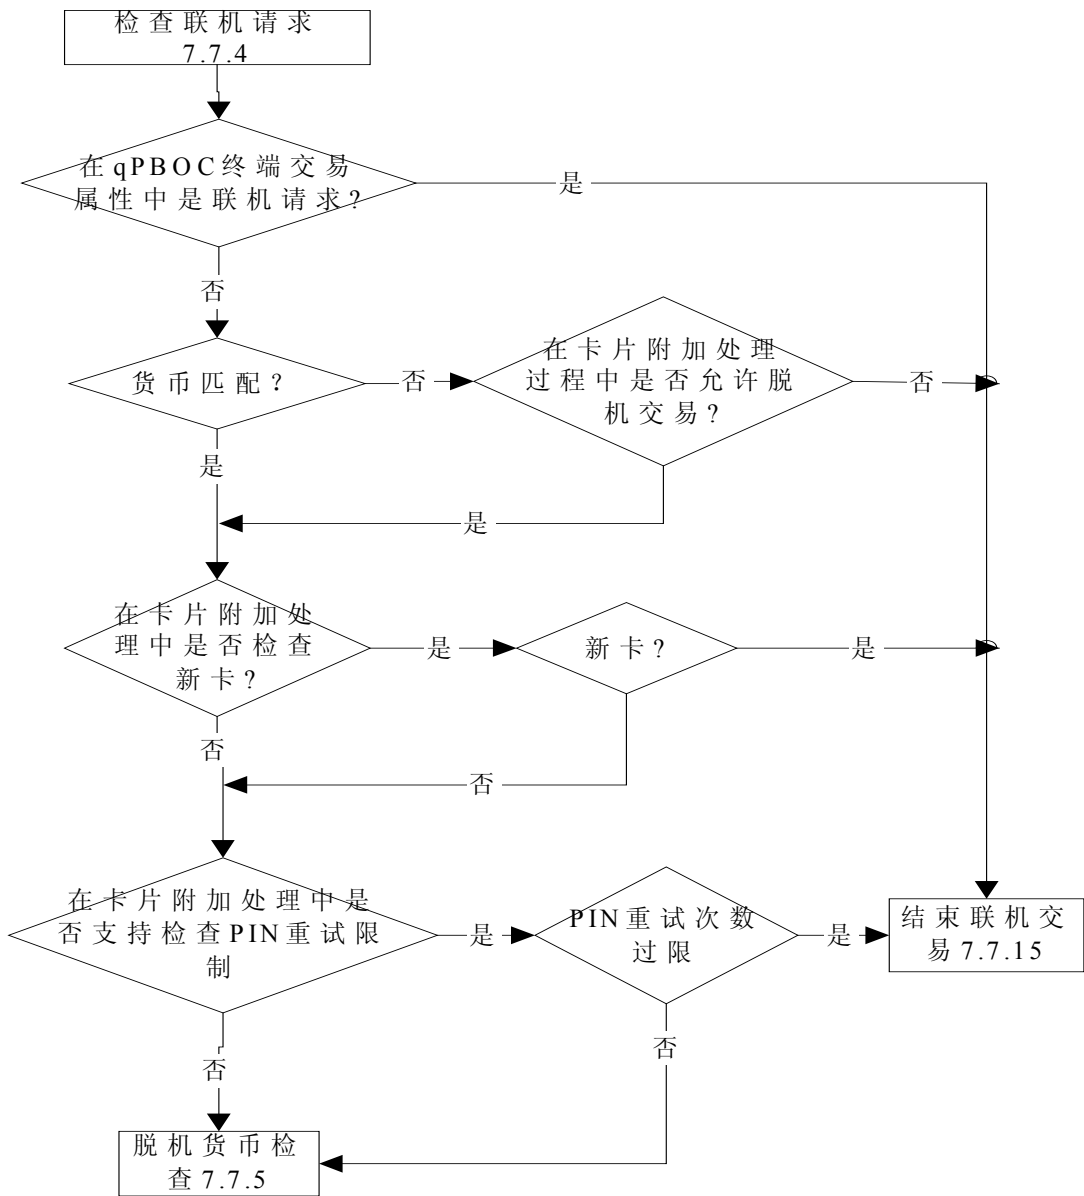 检查联机请求
7.7.4
在qPBOC终端交易
属性中是联机请求?
是
否
货币匹配?
否
在卡片附加处理
过程中是否允许脱
机交易?
否
是
是
在卡片附加处
理中是否检查
新卡?
是
新卡?
是
否
否
在卡片附加处理中是
否支持检查PIN重试限
制
是
PIN重试次数
过限
是
结束联机交
易7.7.15
否
否
脱机货币检
查7.7.5